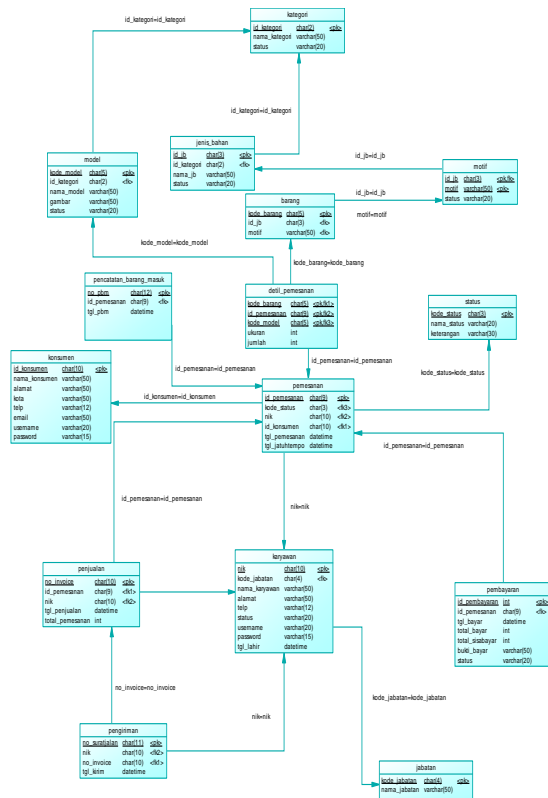 kategori
id_kategori char(2) <pk>
nama_kategori varchar(50)
status varchar(20)
id_kategori=id_kategori
id_kategori=id_kategori
model
kode_model char(5) <pk>
id_kategori char(2) <fk>
nama_model varchar(50)
gambar varchar(50)
status varchar(20)
jenis_bahan
id_jb char(3) <pk>
id_kategori char(2) <fk>
nama_jb varchar(50)
status varchar(20)
id_jb=id_jb
motif
id_jb char(3) <pk,fk>
motif varchar(50) <pk>
status varchar(20)
barang
kode_barang char(5) <pk>
id_jb char(3) <fk>
motif varchar(50) <fk>
id_jb=id_jb
motif=motif
kode_model=kode_model
kode_barang=kode_barang
pencatatan_barang_masuk
no_pbm char(12) <pk>
id_pemesanan char(9) <fk>
tgl_pbm datetime
detil_pemesanan
kode_barang char(5) <pk,fk1>
id_pemesanan char(9) <pk,fk2>
kode_model char(5) <pk,fk3>
ukuran int
jumlah int
status
kode_status char(3) <pk>
nama_status varchar(20)
keterangan varchar(30)
id_pemesanan=id_pemesanan
id_pemesanan=id_pemesanan
kode_status=kode_status
konsumen
id_konsumen char(10) <pk>
nama_konsumen varchar(50)
alamat varchar(50)
kota varchar(50)
telp varchar(12)
email varchar(50)
username varchar(20)
password varchar(15)
id_konsumen=id_konsumen
pemesanan
id_pemesanan char(9) <pk>
kode_status char(3) <fk3>
nik char(10) <fk2>
id_konsumen char(10) <fk1>
tgl_pemesanan datetime
tgl_jatuhtempo datetime
id_pemesanan=id_pemesanan
id_pemesanan=id_pemesanan
nik=nik
penjualan
no_invoice char(10) <pk>
id_pemesanan char(9) <fk1>
nik char(10) <fk2>
tgl_penjualan datetime
total_pemesanan int
karyawan
nik char(10) <pk>
kode_jabatan char(4) <fk>
nama_karyawan varchar(50)
alamat varchar(50)
telp varchar(12)
status varchar(20)
username varchar(20)
password varchar(15)
tgl_lahir datetime
pembayaran
id_pembayaran int <pk>
id_pemesanan char(9) <fk>
tgl_bayar datetime
total_bayar int
total_sisabayar int
bukti_bayar varchar(50)
status varchar(20)
no_invoice=no_invoice
nik=nik
kode_jabatan=kode_jabatan
pengiriman
no_suratjalan char(11) <pk>
nik char(10) <fk2>
no_invoice char(10) <fk1>
tgl_kirim datetime
jabatan
kode_jabatan char(4) <pk>
nama_jabatan varchar(50)